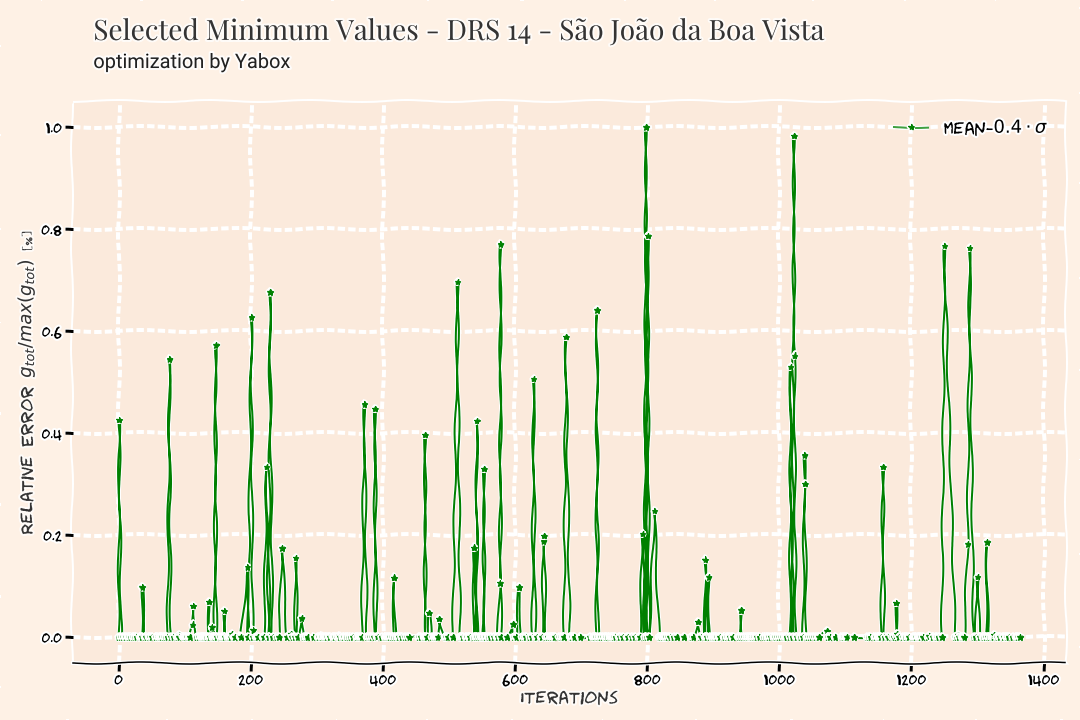 Selected Minimum Values - DRS 14 - São João da Boa Vista
optimization by Yabox
MEAN-0.4 · σ
RELATIVE ERROR g_tot/max(g_tot) [%]
1.0
0.8
0.6
0.4
0.2
0.0
0 200 400 600 800 1000 1200 1400
ITERATIONS